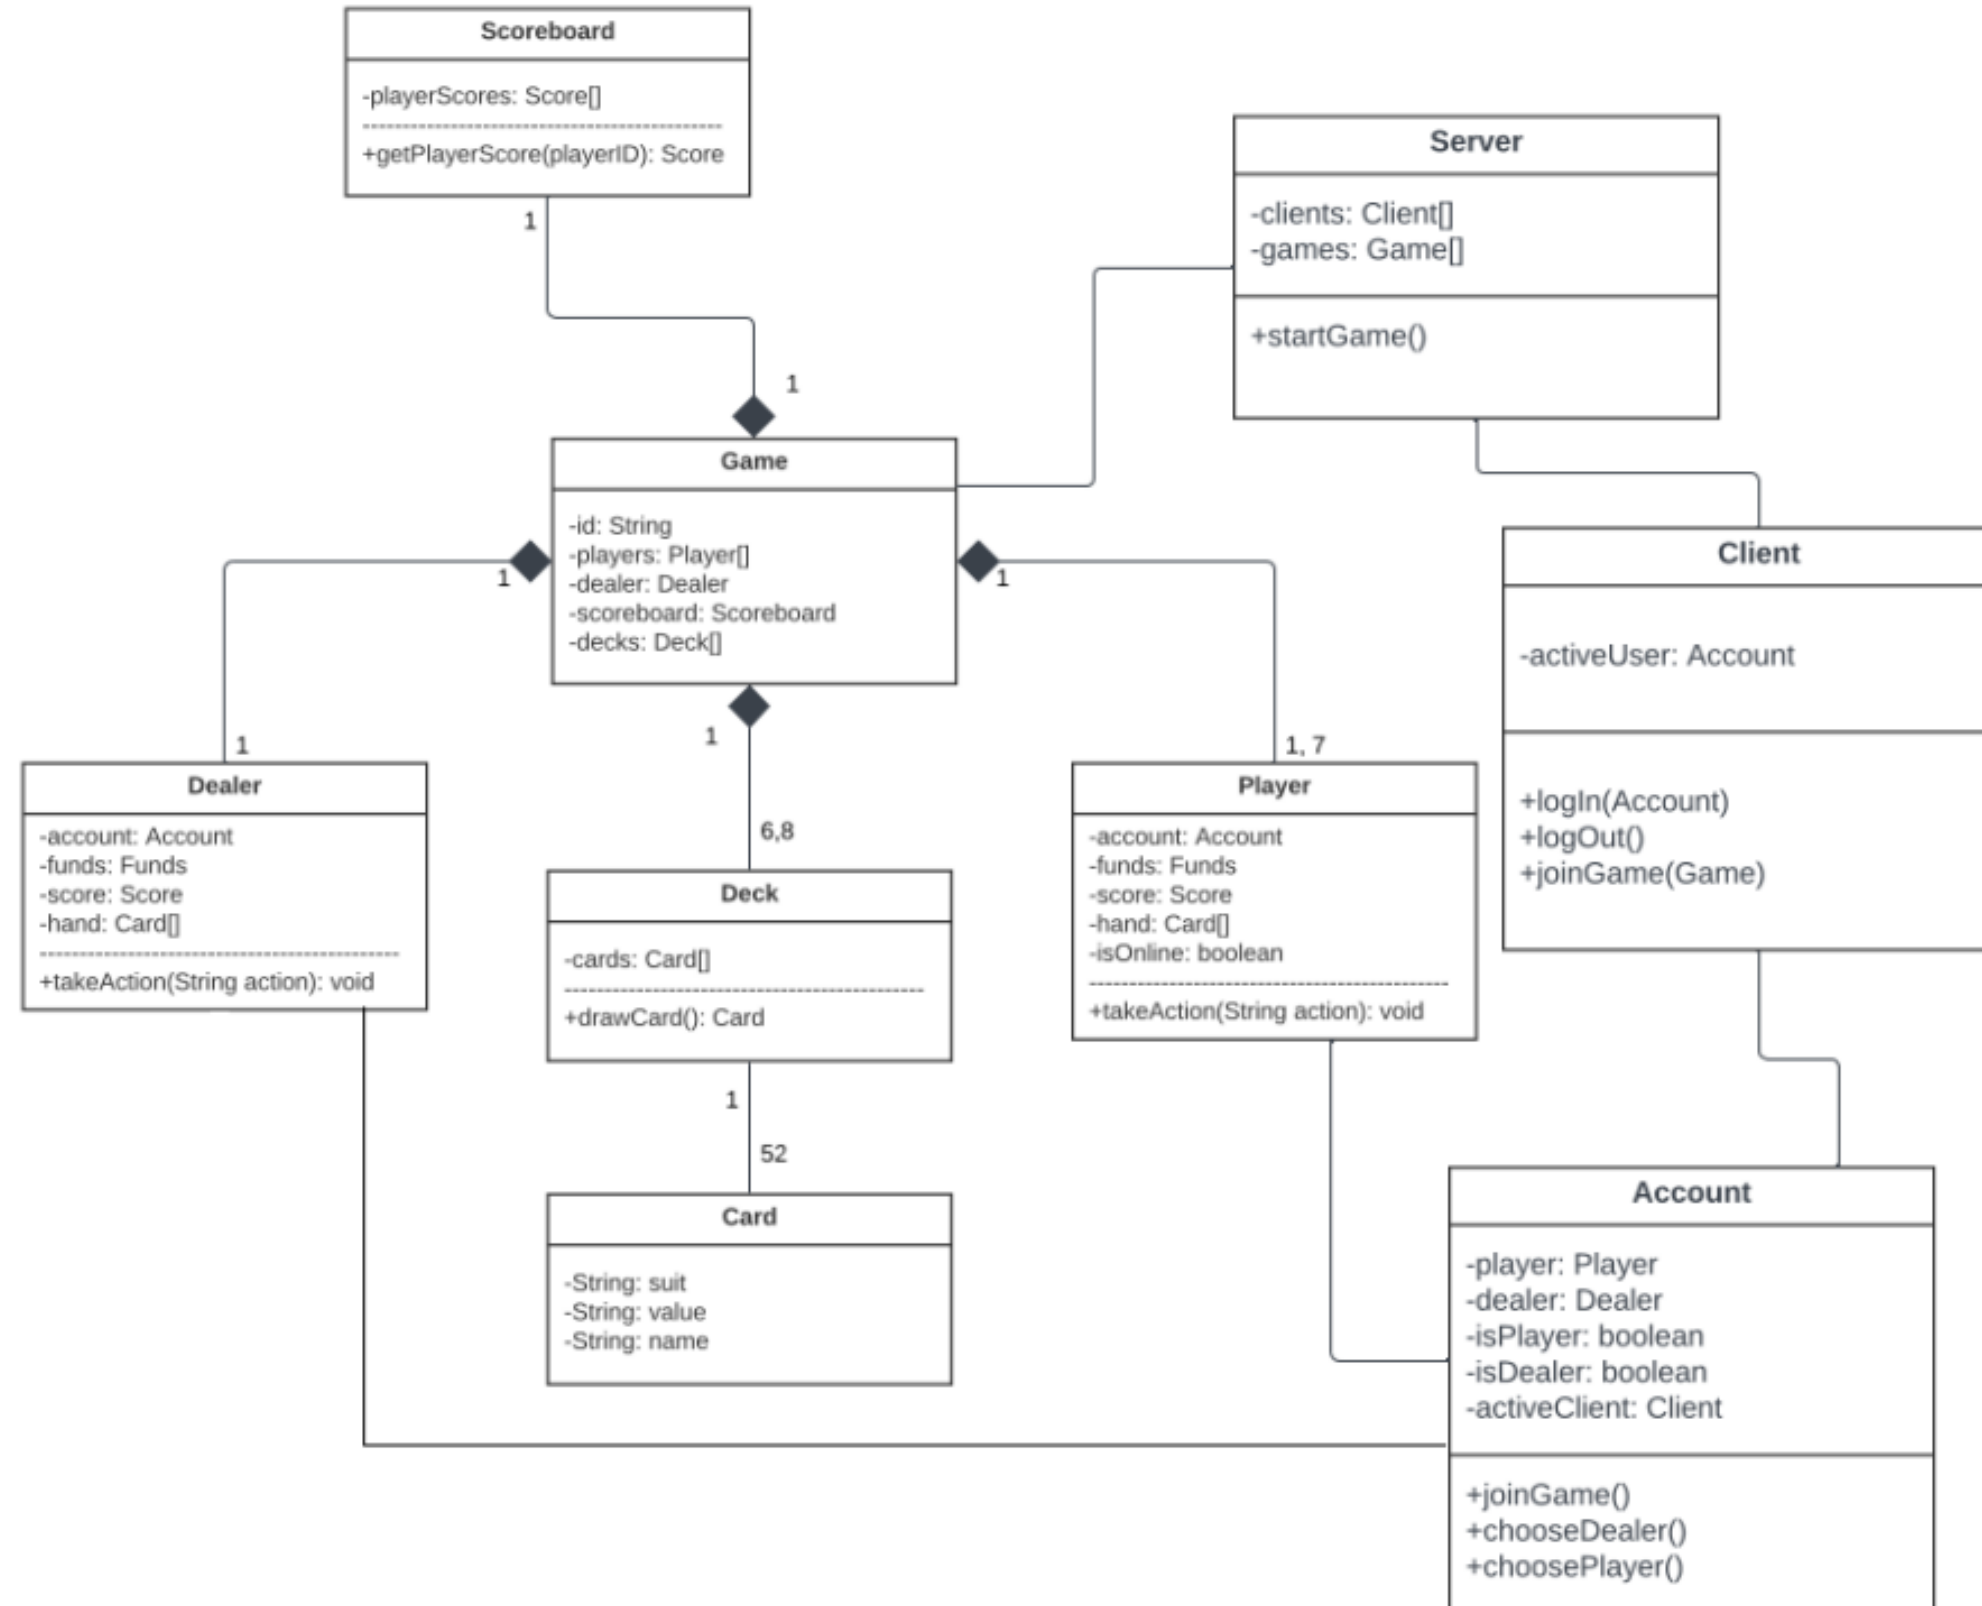 Scoreboard
-playerScores: Score[]
---------------------------------------------
+getPlayerScore(playerID): Score
1
1
Server
-clients: Client[]
-games: Game[]
+startGame()
Game
-id: String
-players: Player[]
-dealer: Dealer
-scoreboard: Scoreboard
-decks: Deck[]
1
1
1
1
6,8
1, 7
Client
-activeUser: Account
+logIn(Account)
+logOut()
+joinGame(Game)
Dealer
-account: Account
-funds: Funds
-score: Score
-hand: Card[]
---------------------------------------------
+takeAction(String action): void
Deck
-cards: Card[]
---------------------------------------------
+drawCard(): Card
1
52
Player
-account: Account
-funds: Funds
-score: Score
-hand: Card[]
-isOnline: boolean
---------------------------------------------
+takeAction(String action): void
Card
-String: suit
-String: value
-String: name
Account
-player: Player
-dealer: Dealer
-isPlayer: boolean
-isDealer: boolean
-activeClient: Client
+joinGame()
+chooseDealer()
+choosePlayer()